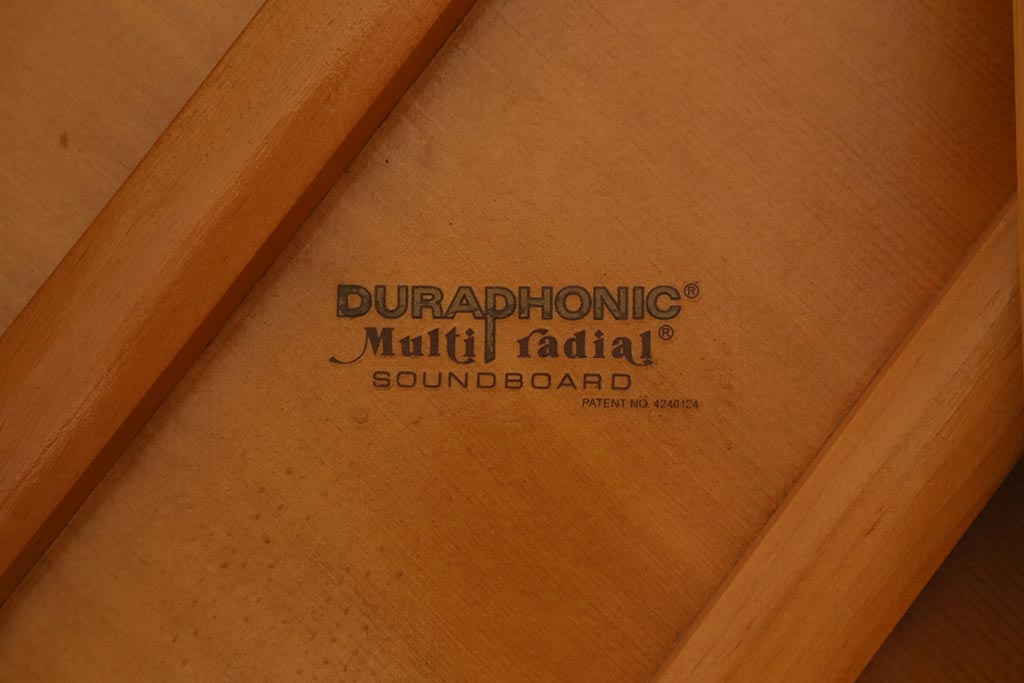 DURAPHONIC®
Multi radial®
SOUNDBOARD
PATENT NO. 4248124